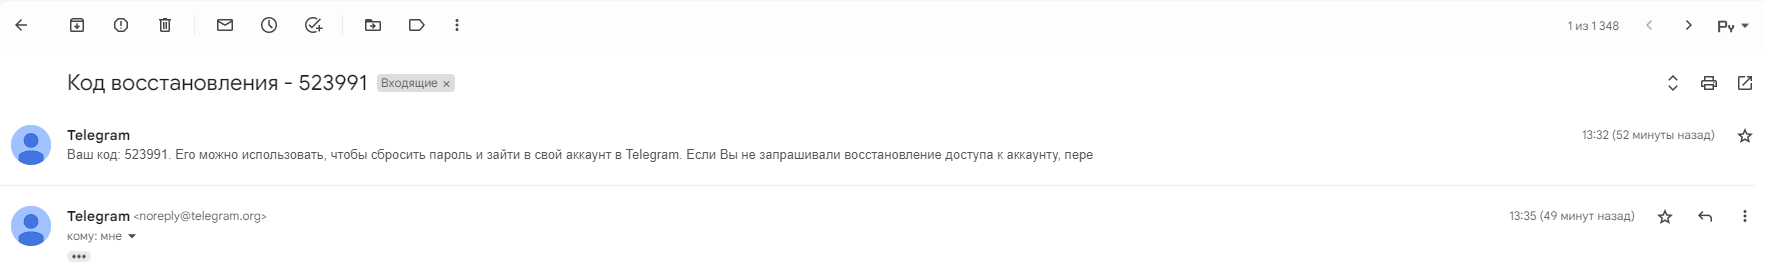 1 из 1 348
Ру
Код восстановления - 523991 Входящие ×
Telegram 13:32 (52 минуты назад)
Ваш код: 523991. Его можно использовать, чтобы сбросить пароль и зайти в свой аккаунт в Telegram. Если Вы не запрашивали восстановление доступа к аккаунту, пере
Telegram <noreply@telegram.org> 13:35 (49 минут назад)
кому: мне